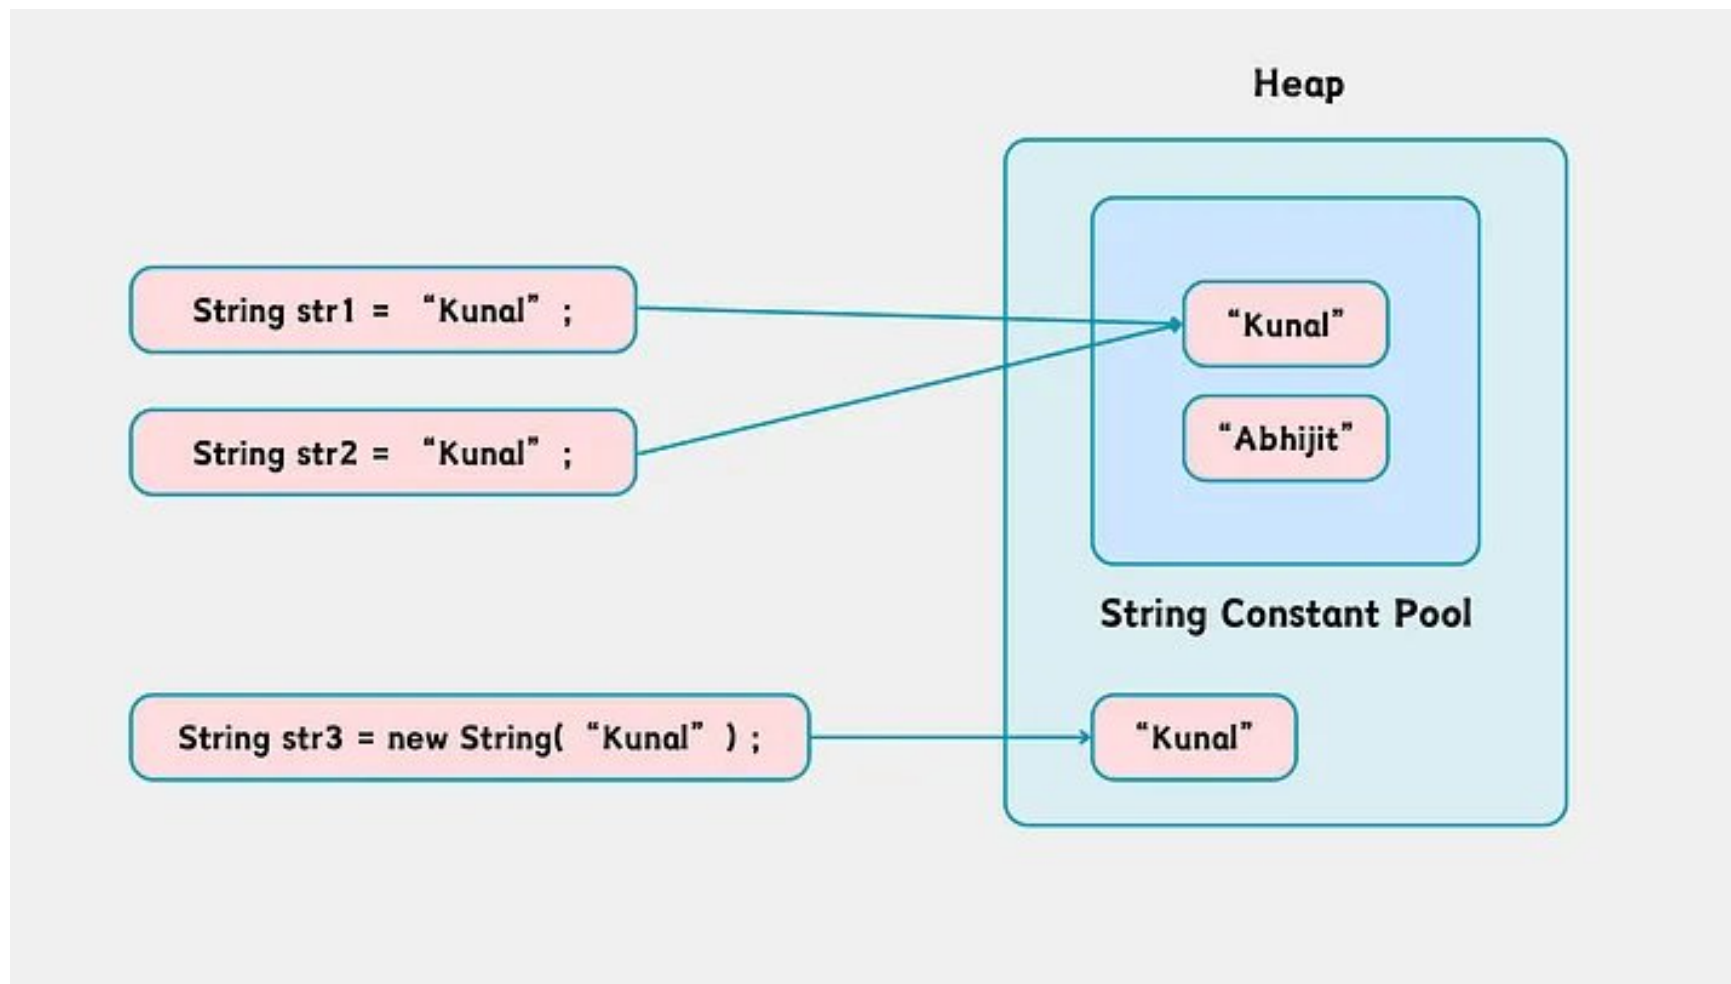 Heap
String str1 = “Kunal” ;
“Kunal”
String str2 = “Kunal” ;
“Abhijit”
String Constant Pool
String str3 = new String( “Kunal” ) ;
“Kunal”